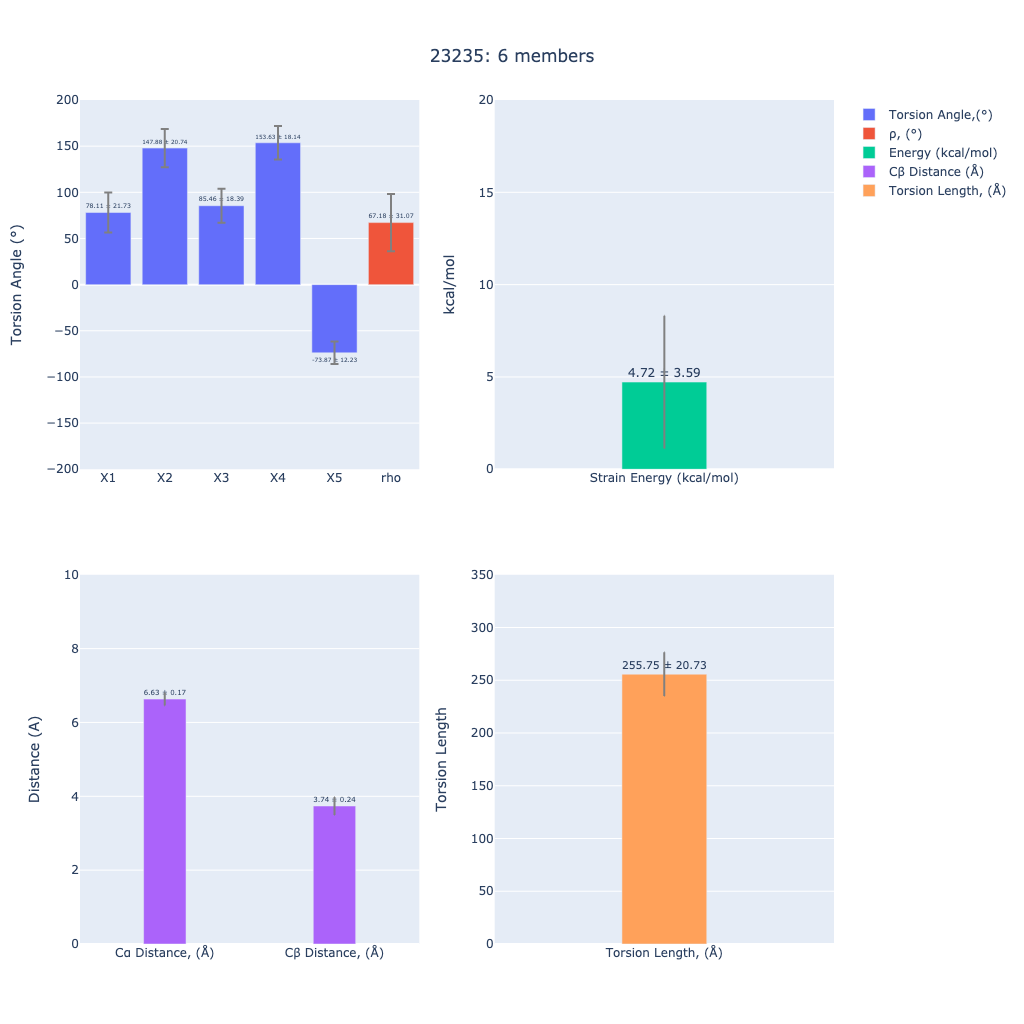 23235: 6 members
200
150
100
50
0
−50
−100
−150
−200
Torsion Angle (°)
78.11 ± 21.73
147.88 ± 20.74
85.46 ± 18.39
153.63 ± 18.14
-73.87 ± 12.23
67.18 ± 31.07
X1 X2 X3 X4 X5 rho
20
15
10
5
0
kcal/mol
4.72 ± 3.59
Strain Energy (kcal/mol)
Torsion Angle,(°)
ρ, (°)
Energy (kcal/mol)
Cβ Distance (Å)
Torsion Length, (Å)
10
8
6
4
2
0
Distance (A)
6.63 ± 0.17
3.74 ± 0.24
Cα Distance, (Å) Cβ Distance, (Å)
350
300
250
200
150
100
50
0
Torsion Length
255.75 ± 20.73
Torsion Length, (Å)